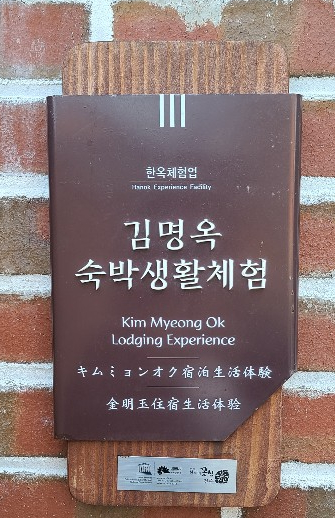 한옥체험업
Hanok Experience Facility
김명옥
숙박생활체험
Kim Myeong Ok
Lodging Experience
キムミョンオク宿泊生活体験
金明玉住宿生活体验